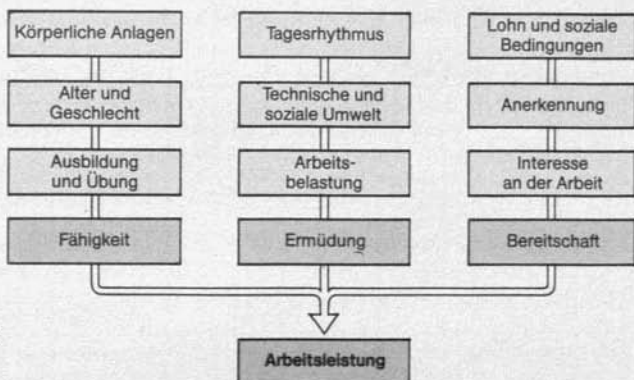 Körperliche Anlagen
Alter und
Geschlecht
Ausbildung
und Übung
Fähigkeit
Tagesrhythmus
Technische und
soziale Umwelt
Arbeits-
belastung
Ermüdung
Lohn und soziale
Bedingungen
Anerkennung
Interesse
an der Arbeit
Bereitschaft
Arbeitsleistung